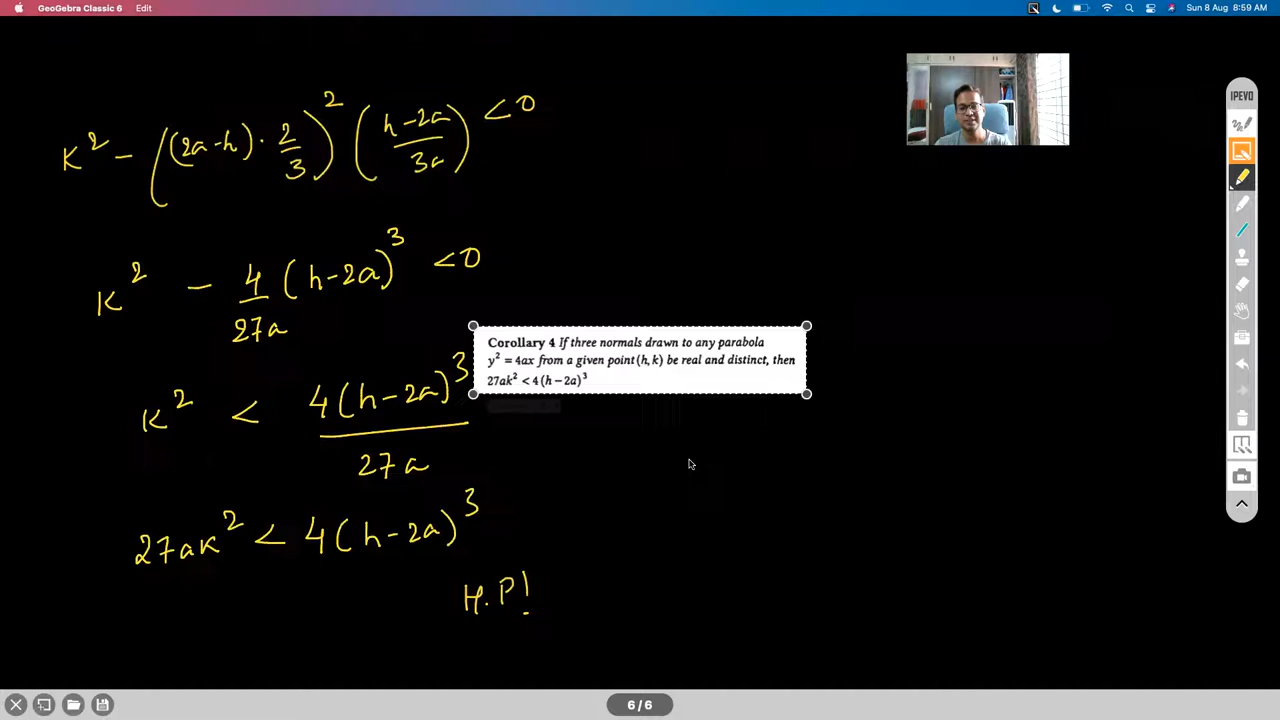 GeoGebra Classic 6 Edit Sun 8 Aug 8:59 AM
IPEVO
K² - ((2a-h) · 2/3)² ((h-2a)/3a) < 0
K² - 4/27a (h-2a)³ < 0
Corollary 4 If three normals drawn to any parabola
y² = 4ax from a given point (h, k) be real and distinct, then
27ak² < 4(h - 2a)³
K² < 4(h-2a)³/27a
27aK² < 4(h-2a)³
H.P!
6 / 6